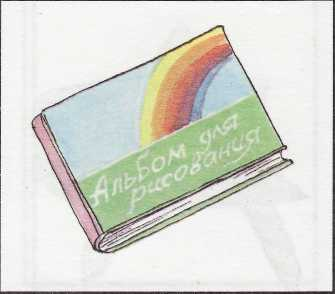 Альбом для
рисования